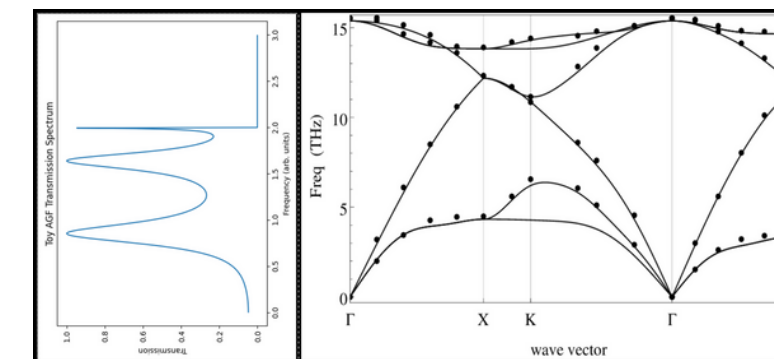 Toy AGF Transmission Spectrum
Transmission
1.0
0.8
0.6
0.4
0.2
0.0
0.0
0.5
1.0
1.5
2.0
2.5
3.0
Frequency (arb. units)
Freq (THz)
15
10
5
0
Γ X K Γ
wave vector